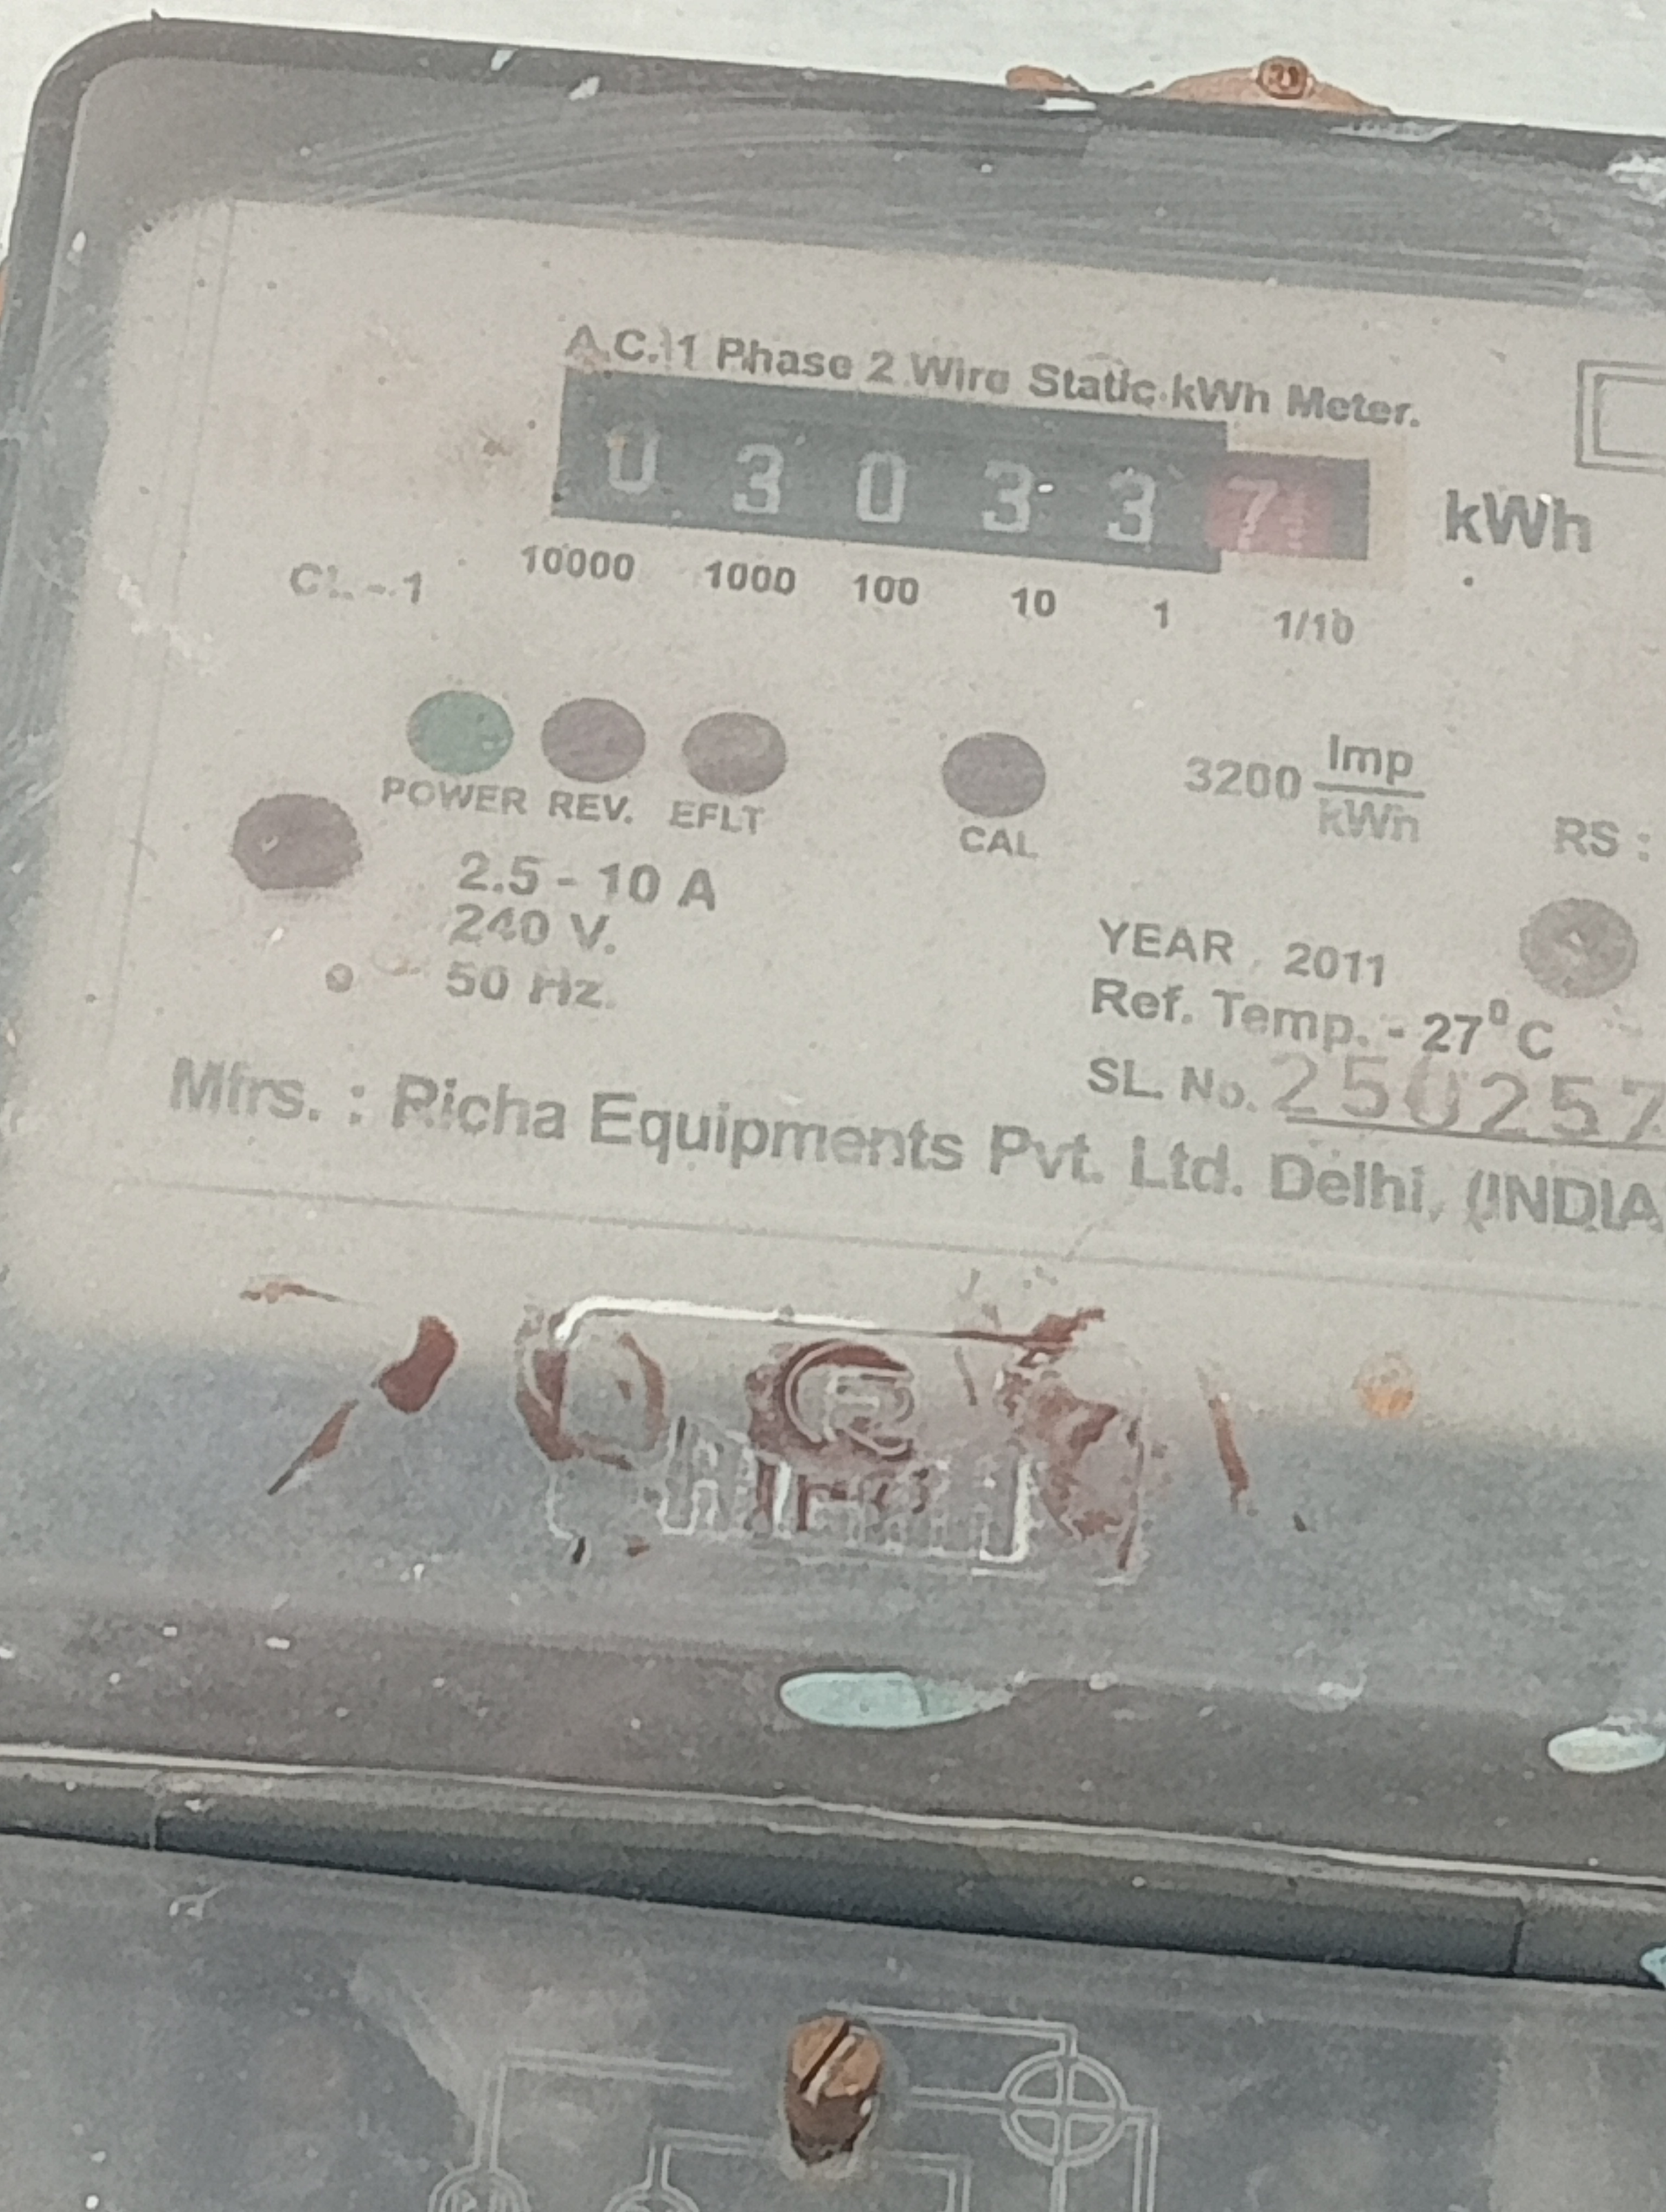 A.C. 1 Phase 2 Wire Static kWh Meter.
0 3 0 3 3 7 kWh
10000 1000 100 10 1 1/10
CL.-1
POWER REV. EFLT CAL
3200 Imp/kWh
RS :
2.5 - 10 A
240 V.
50 Hz.
YEAR 2011
Ref. Temp. - 27⁰C
SL. No. 250257
Mfrs. : Richa Equipments Pvt. Ltd. Delhi, (INDIA